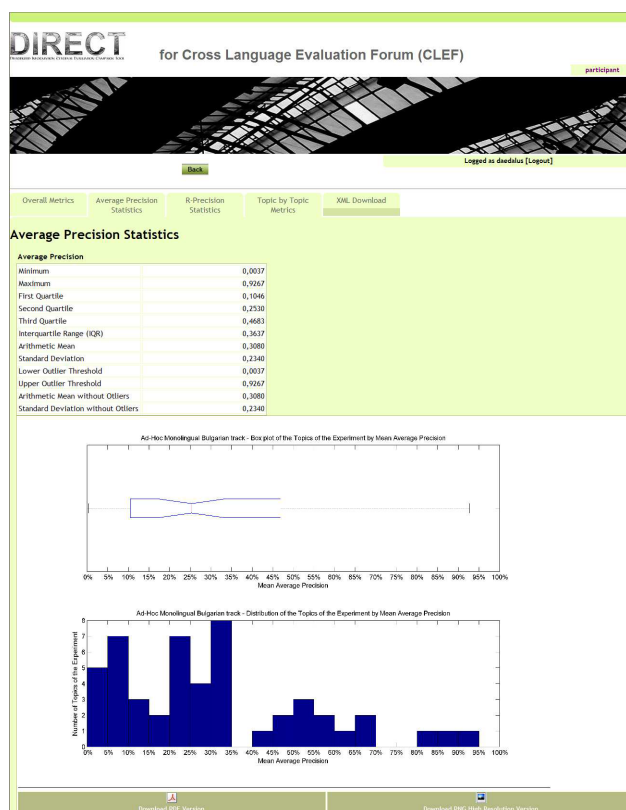 DIRECT
for Cross Language Evaluation Forum (CLEF)
participant
Logged as daedalus [Logout]
Back
Overall Metrics
Average Precision Statistics
R-Precision Statistics
Topic by Topic Metrics
XML Download
Average Precision Statistics
Average Precision
Minimum 0,0037
Maximum 0,9267
First Quartile 0,1046
Second Quartile 0,2530
Third Quartile 0,4683
Interquartile Range (IQR) 0,3637
Arithmetic Mean 0,3080
Standard Deviation 0,2340
Lower Outlier Threshold 0,0037
Upper Outlier Threshold 0,9267
Arithmetic Mean without Otliers 0,3080
Standard Deviation without Otliers 0,2340
Ad-Hoc Monolingual Bulgarian track - Box plot of the Topics of the Experiment by Mean Average Precision
0% 5% 10% 15% 20% 25% 30% 35% 40% 45% 50% 55% 60% 65% 70% 75% 80% 85% 90% 95% 100%
Mean Average Precision
Ad-Hoc Monolingual Bulgarian track - Distribution of the Topics of the Experiment by Mean Average Precision
Number of Topics of the Experiment
8
7
6
5
4
3
2
1
0
0% 5% 10% 15% 20% 25% 30% 35% 40% 45% 50% 55% 60% 65% 70% 75% 80% 85% 90% 95% 100%
Mean Average Precision
Download PDF Version
Download PNG High Resolution Version